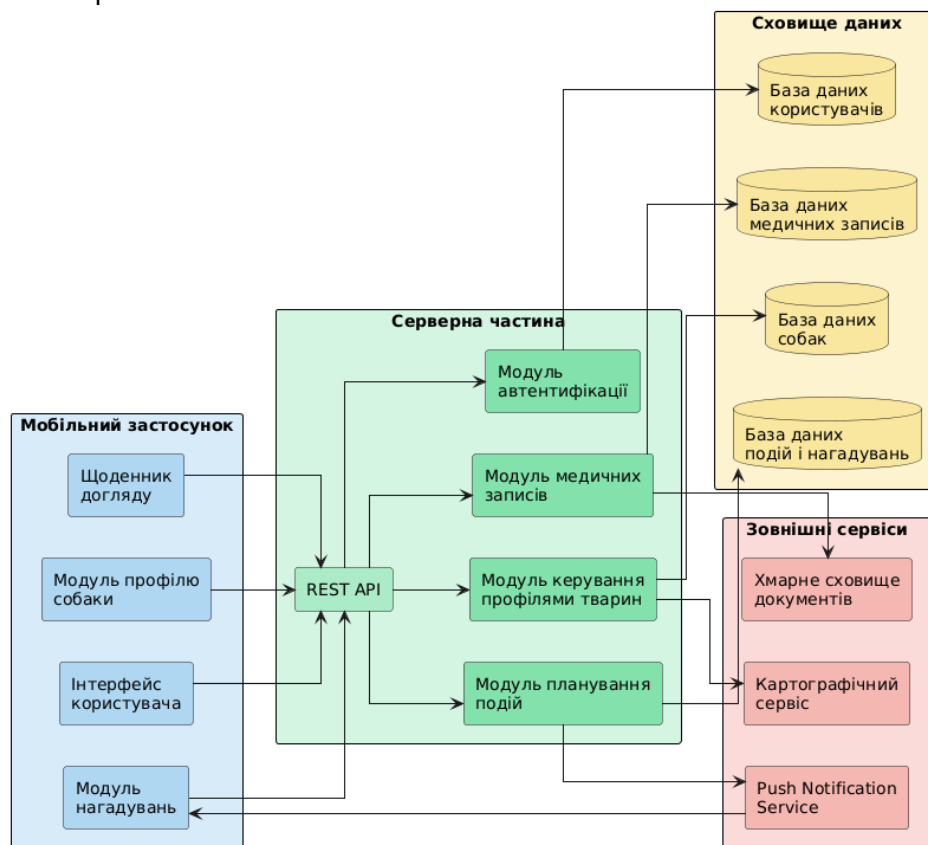 Сховище даних
База даних
користувачів
База даних
медичних записів
База даних
собак
База даних
подій і нагадувань
Серверна частина
Модуль
автентифікації
Модуль медичних
записів
REST API
Модуль керування
профілями тварин
Модуль планування
подій
Мобільний застосунок
Щоденник
догляду
Модуль профілю
собаки
Інтерфейс
користувача
Модуль
нагадувань
Зовнішні сервіси
Хмарне сховище
документів
Картографічний
сервіс
Push Notification
Service